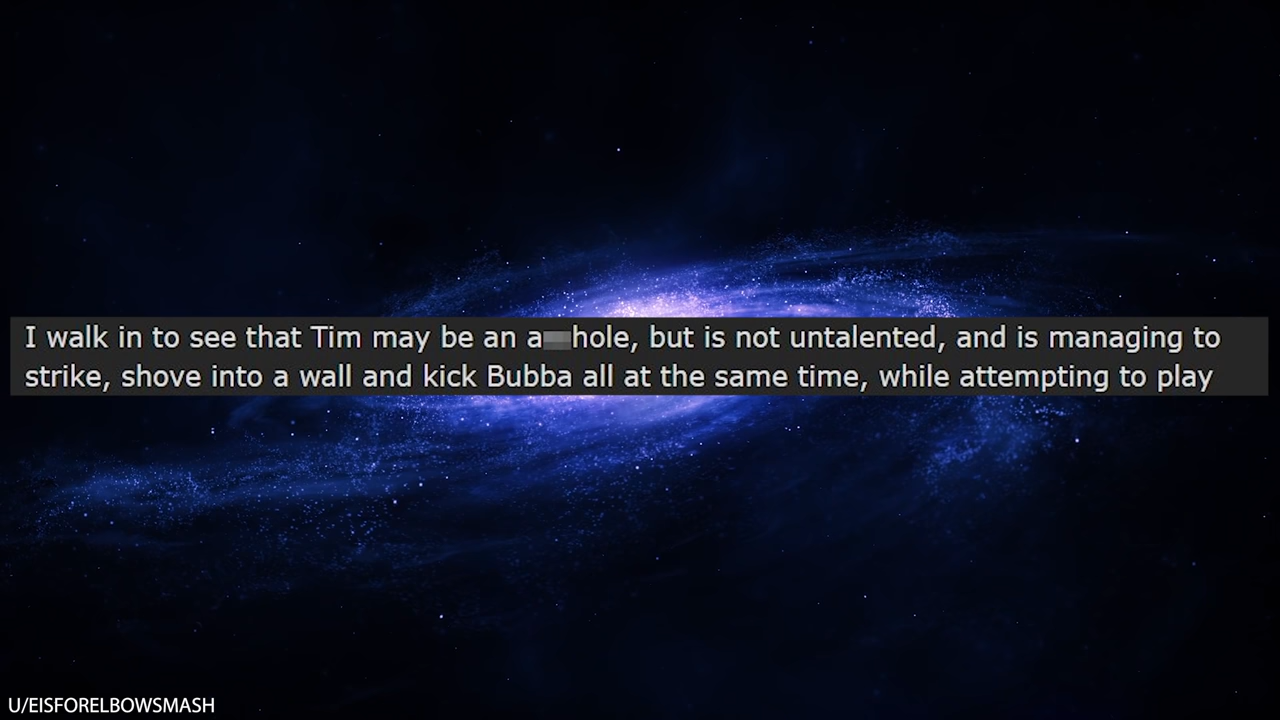 I walk in to see that Tim may be an a hole, but is not untalented, and is managing to
strike, shove into a wall and kick Bubba all at the same time, while attempting to play
U/EISFORELBOWSMASH